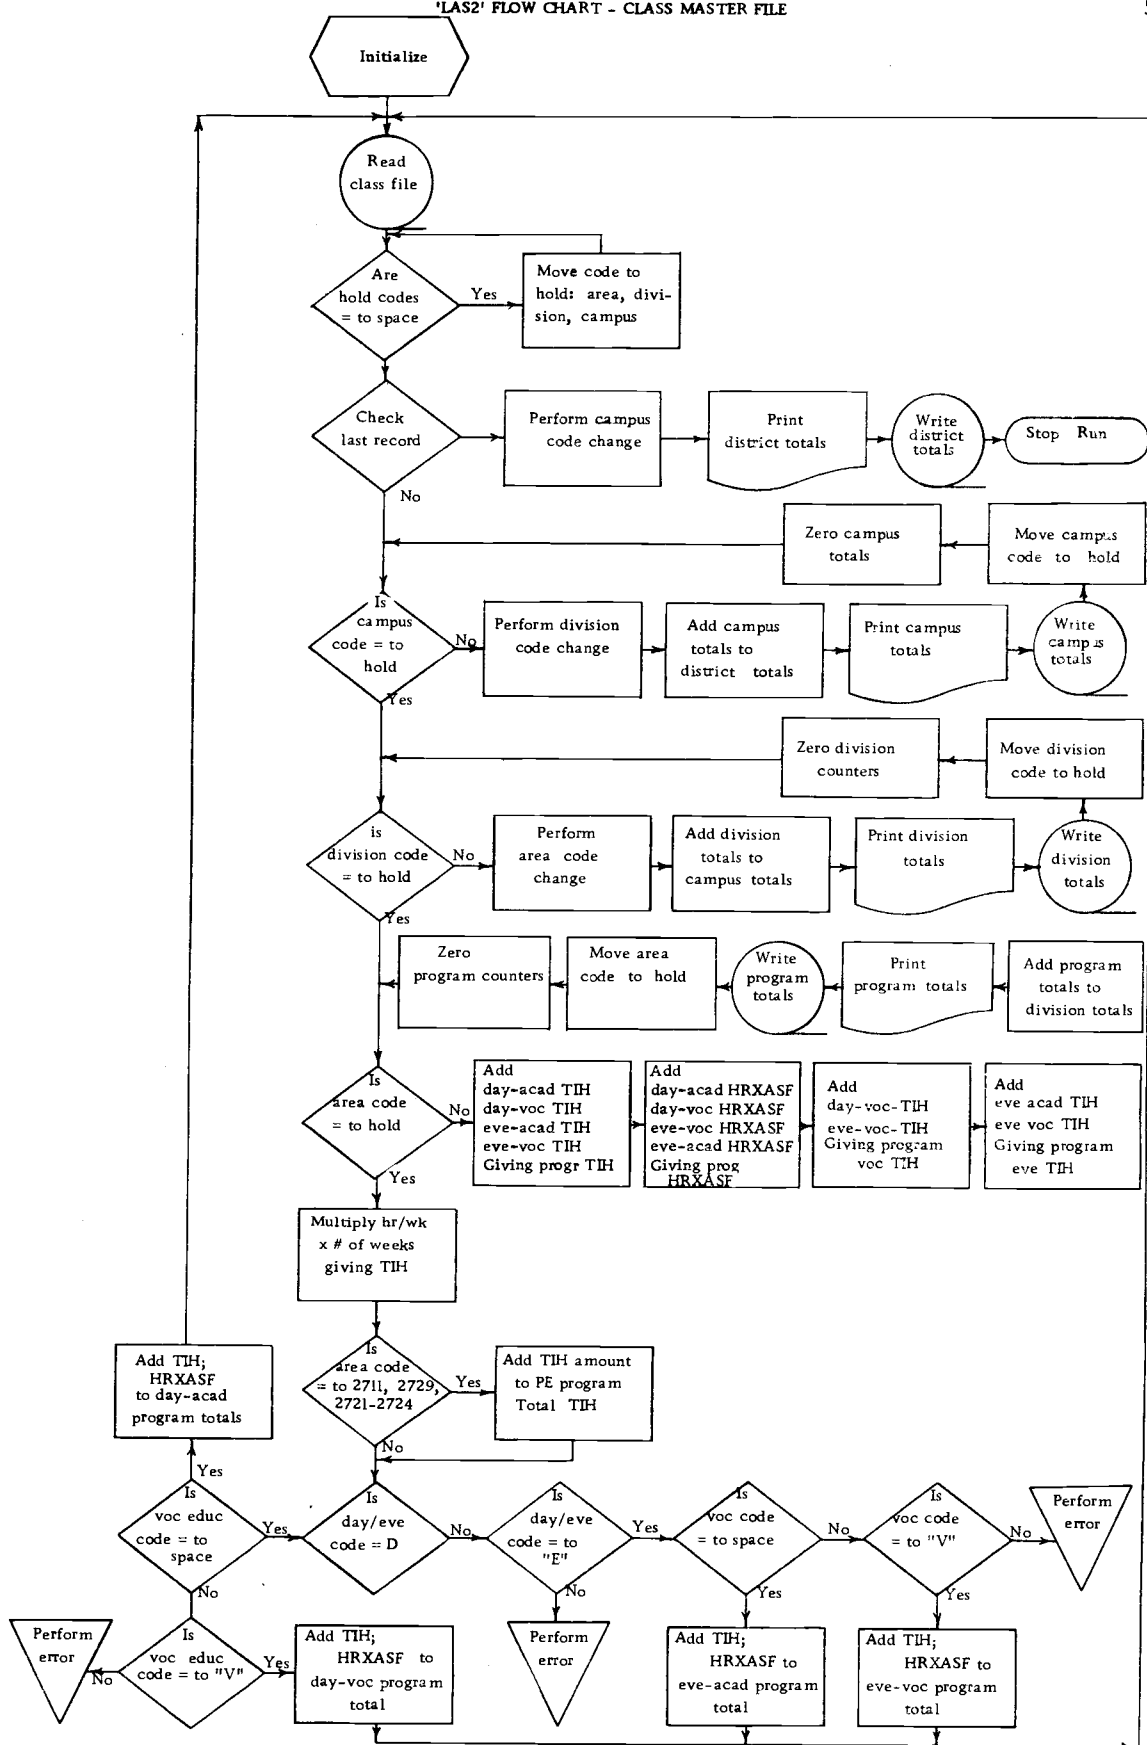 'LAS2' FLOW CHART - CLASS MASTER FILE
Initialize
Read
class file
Are
hold codes
= to space
Yes
Move code to
hold: area, divi-
sion, campus
Check
last record
No
Perform campus
code change
Print
district totals
Write
district
totals
Stop Run
Zero campus
totals
Move campus
code to hold
Is
campus
code = to
hold
No
Yes
Perform division
code change
Add campus
totals to
district totals
Print campus
totals
Write
campus
totals
Zero division
counters
Move division
code to hold
is
division code
= to hold
No
Yes
Perform
area code
change
Add division
totals to
campus totals
Print division
totals
Write
division
totals
Zero
program counters
Move area
code to hold
Write
program
totals
Print
program totals
Add program
totals to
division totals
Is
area code
= to hold
No
Yes
Add
day-acad TIH
day-voc TIH
eve-acad TIH
eve-voc TIH
Giving progr TIH
Add
day-acad HRXASF
day-voc HRXASF
eve-voc HRXASF
eve-acad HRXASF
Giving prog
HRXASF
Add
day-voc-TIH
eve-voc-TIH
Giving program
voc TIH
Add
eve acad TIH
eve voc TIH
Giving program
eve TIH
Multiply hr/wk
x # of weeks
giving TIH
Is
area code
= to 2711, 2729,
2721-2724
Yes
No
Add TIH amount
to PE program
Total TIH
Add TIH;
HRXASF
to day-acad
program totals
Yes
Is
voc educ
code = to
space
Yes
No
Is
day/eve
code = D
No
Is
day/eve
code = to
"E"
Yes
No
Is
voc code
= to space
No
Yes
Is
voc code
= to "V"
No
Yes
Perform
error
Perform
error
No
Is
voc educ
code = to "V"
Yes
Add TIH;
HRXASF to
day-voc program
total
Perform
error
Add TIH;
HRXASF to
eve-acad program
total
Add TIH;
HRXASF to
eve-voc program
total